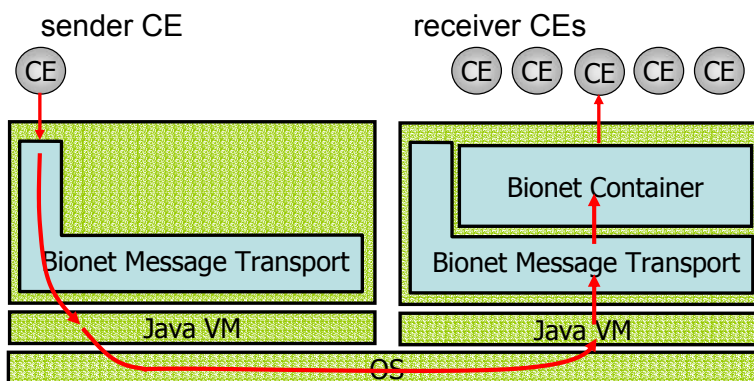 sender CE
receiver CEs
CE
CE CE CE CE CE
Bionet Container
Bionet Message Transport
Bionet Message Transport
Java VM
Java VM
OS